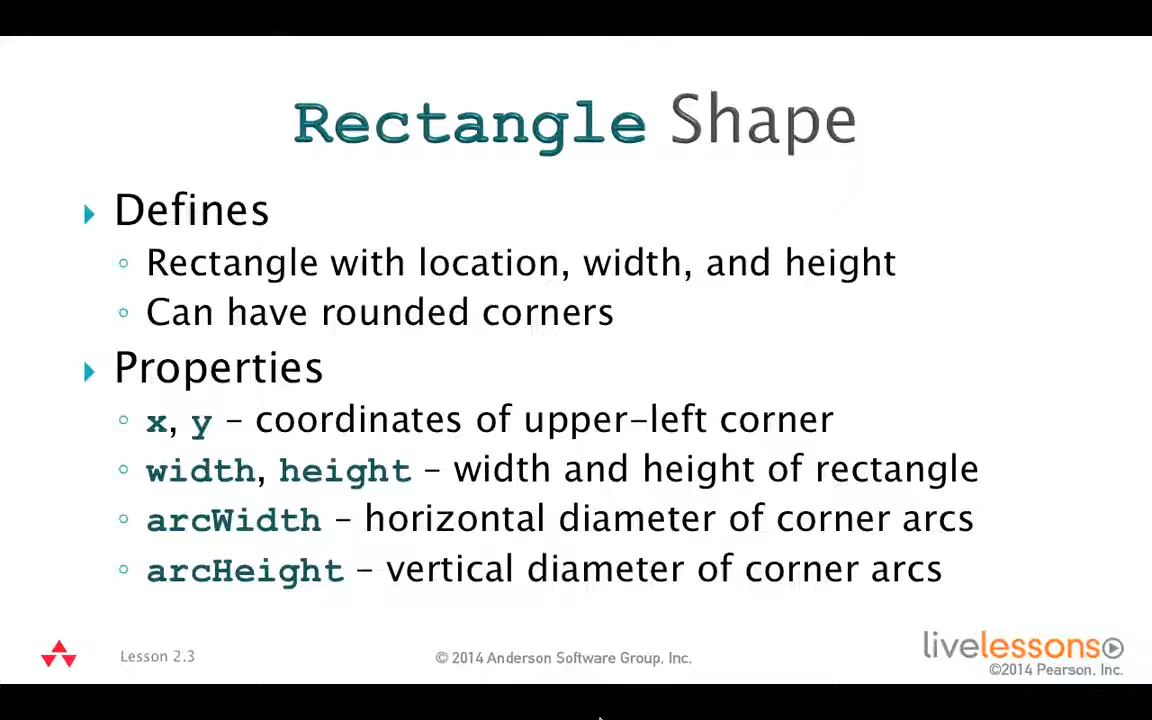 Rectangle Shape
Defines
Rectangle with location, width, and height
Can have rounded corners
Properties
x, y – coordinates of upper-left corner
width, height – width and height of rectangle
arcWidth – horizontal diameter of corner arcs
arcHeight – vertical diameter of corner arcs
Lesson 2.3
© 2014 Anderson Software Group, Inc.
livelessons
©2014 Pearson, Inc.